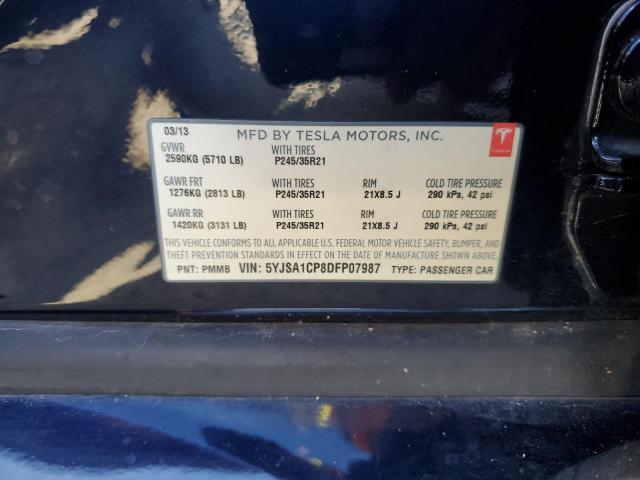 03/13 MFD BY TESLA MOTORS, INC.
GVWR WITH TIRES
2590KG (5710 LB) P245/35R21
GAWR FRT WITH TIRES RIM COLD TIRE PRESSURE
1276KG (2813 LB) P245/35R21 21X8.5 J 290 kPa, 42 psi
GAWR RR WITH TIRES RIM COLD TIRE PRESSURE
1420KG (3131 LB) P245/35R21 21X8.5 J 290 kPa, 42 psi
THIS VEHICLE CONFORMS TO ALL APPLICABLE U.S. FEDERAL MOTOR VEHICLE SAFETY, BUMPER, AND
THEFT PREVENTION STANDARDS IN EFFECT ON THE DATE OF MANUFACTURE SHOWN ABOVE.
PNT: PMMB VIN: 5YJSA1CP8DFP07987 TYPE: PASSENGER CAR
TESLA